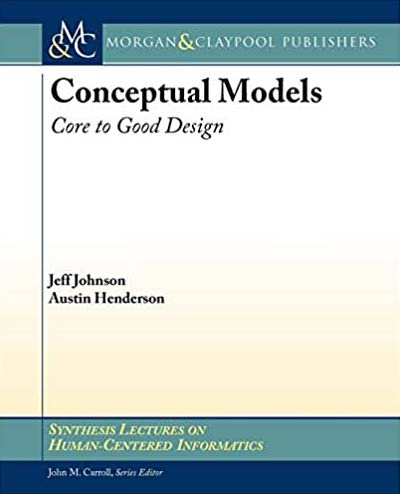 M
&C
MORGAN&CLAYPOOL PUBLISHERS
Conceptual Models
Core to Good Design
Jeff Johnson
Austin Henderson
SYNTHESIS LECTURES ON
HUMAN-CENTERED INFORMATICS
John M. Carroll, Series Editor